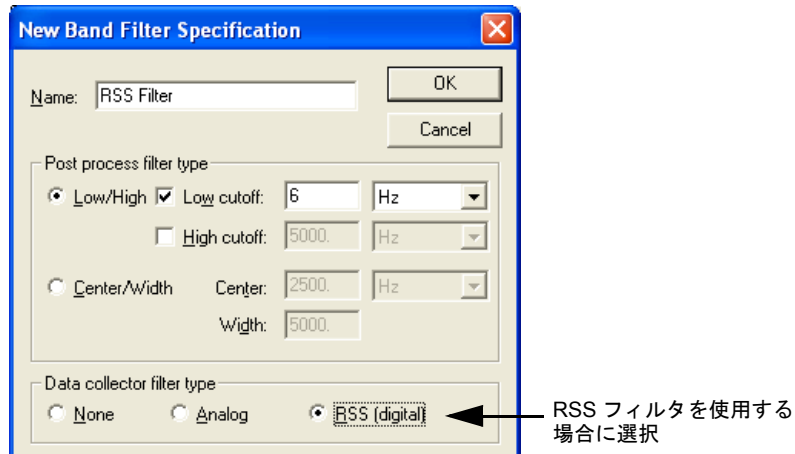 New Band Filter Specification
Name: RSS Filter
OK
Cancel
Post process filter type
Low/High Low cutoff: 6 Hz
High cutoff: 5000. Hz
Center/Width Center: 2500. Hz
Width: 5000.
Data collector filter type
None Analog RSS (digital)
RSS フィルタを使用する
場合に選択